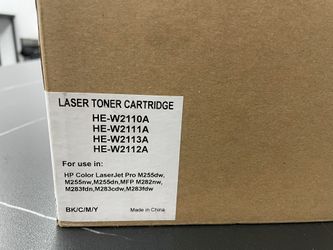 LASER TONER CARTRIDGE
HE-W2110A
HE-W2111A
HE-W2113A
HE-W2112A
For use in:
HP Color LaserJet Pro M255dw,
M255nw,M255dn,MFP M282nw,
M283fdn,M283cdw,M283fdw
BK/C/M/Y Made in China